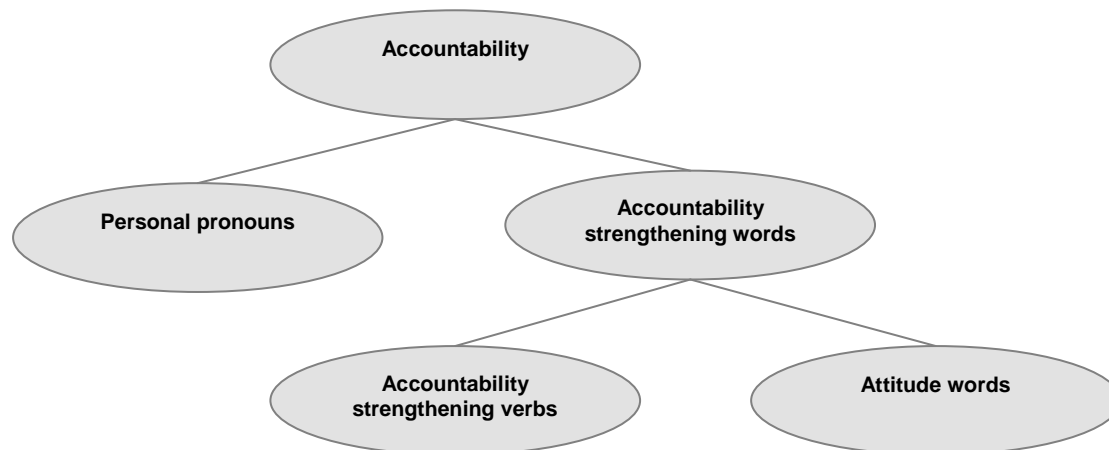 Accountability
Personal pronouns
Accountability
strengthening words
Accountability
strengthening verbs
Attitude words